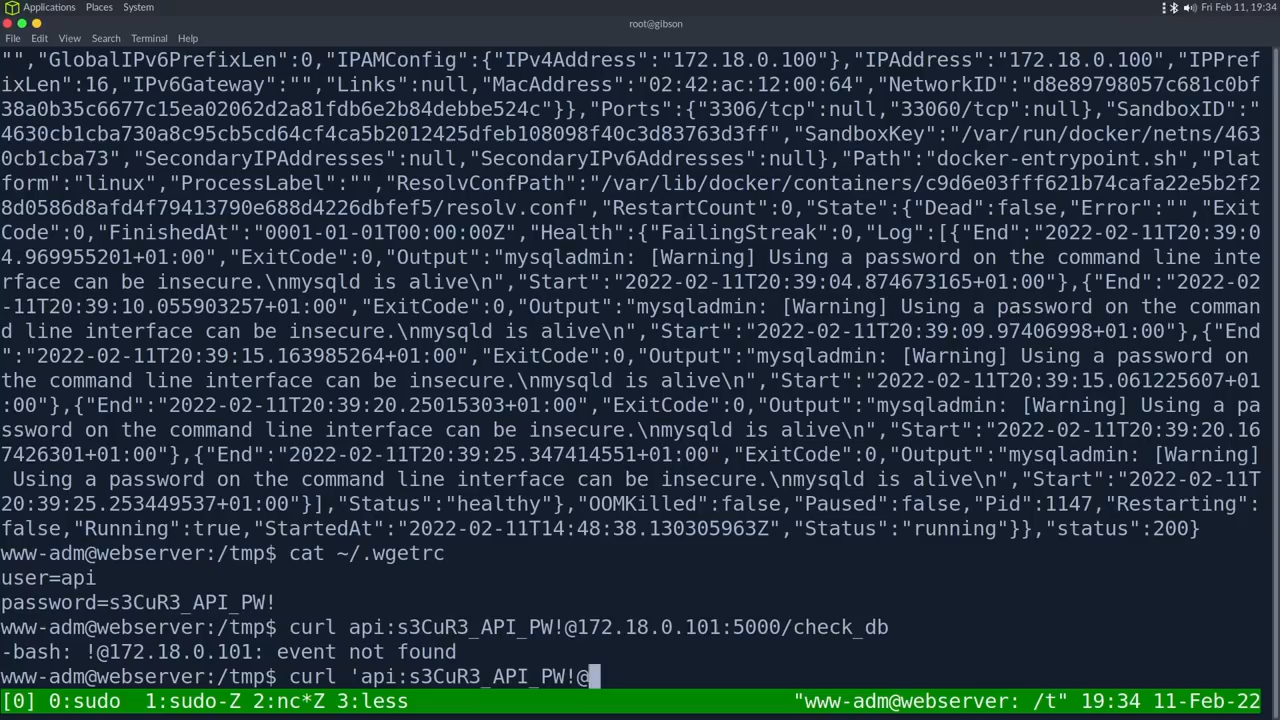 Applications Places System Fri Feb 11, 19:34
root@gibson
File Edit View Search Terminal Help
"","GlobalIPv6PrefixLen":0,"IPAMConfig":{"IPv4Address":"172.18.0.100"},"IPAddress":"172.18.0.100","IPPref
ixLen":16,"IPv6Gateway":"","Links":null,"MacAddress":"02:42:ac:12:00:64","NetworkID":"d8e89798057c681c0bf
38a0b35c6677c15ea02062d2a81fdb6e2b84debbe524c"}},"Ports":{"3306/tcp":null,"33060/tcp":null},"SandboxID":"
4630cb1cba730a8c95cb5cd64cf4ca5b2012425dfeb108098f40c3d83763d3ff","SandboxKey":"/var/run/docker/netns/463
0cb1cba73","SecondaryIPAddresses":null,"SecondaryIPv6Addresses":null},"Path":"docker-entrypoint.sh","Plat
form":"linux","ProcessLabel":"","ResolvConfPath":"/var/lib/docker/containers/c9d6e03fff621b74cafa22e5b2f2
8d0586d8afd4f79413790e688d4226dbfef5/resolv.conf","RestartCount":0,"State":{"Dead":false,"Error":"","Exit
Code":0,"FinishedAt":"0001-01-01T00:00:00Z","Health":{"FailingStreak":0,"Log":[{"End":"2022-02-11T20:39:0
4.969955201+01:00","ExitCode":0,"Output":"mysqladmin: [Warning] Using a password on the command line inte
rface can be insecure.\nmysqld is alive\n","Start":"2022-02-11T20:39:04.874673165+01:00"},{"End":"2022-02
-11T20:39:10.055903257+01:00","ExitCode":0,"Output":"mysqladmin: [Warning] Using a password on the comman
d line interface can be insecure.\nmysqld is alive\n","Start":"2022-02-11T20:39:09.97406998+01:00"},{"End
":"2022-02-11T20:39:15.163985264+01:00","ExitCode":0,"Output":"mysqladmin: [Warning] Using a password on
the command line interface can be insecure.\nmysqld is alive\n","Start":"2022-02-11T20:39:15.061225607+01
:00"},{"End":"2022-02-11T20:39:20.25015303+01:00","ExitCode":0,"Output":"mysqladmin: [Warning] Using a pa
ssword on the command line interface can be insecure.\nmysqld is alive\n","Start":"2022-02-11T20:39:20.16
7426301+01:00"},{"End":"2022-02-11T20:39:25.347414551+01:00","ExitCode":0,"Output":"mysqladmin: [Warning]
 Using a password on the command line interface can be insecure.\nmysqld is alive\n","Start":"2022-02-11T
20:39:25.253449537+01:00"}],"Status":"healthy"},"OOMKilled":false,"Paused":false,"Pid":1147,"Restarting":
false,"Running":true,"StartedAt":"2022-02-11T14:48:38.130305963Z","Status":"running"}},"status":200}
www-adm@webserver:/tmp$ cat ~/.wgetrc
user=api
password=s3CuR3_API_PW!
www-adm@webserver:/tmp$ curl api:s3CuR3_API_PW!@172.18.0.101:5000/check_db
-bash: !@172.18.0.101: event not found
www-adm@webserver:/tmp$ curl 'api:s3CuR3_API_PW!@
[0] 0:sudo 1:sudo-Z 2:nc*Z 3:less "www-adm@webserver: /t" 19:34 11-Feb-22